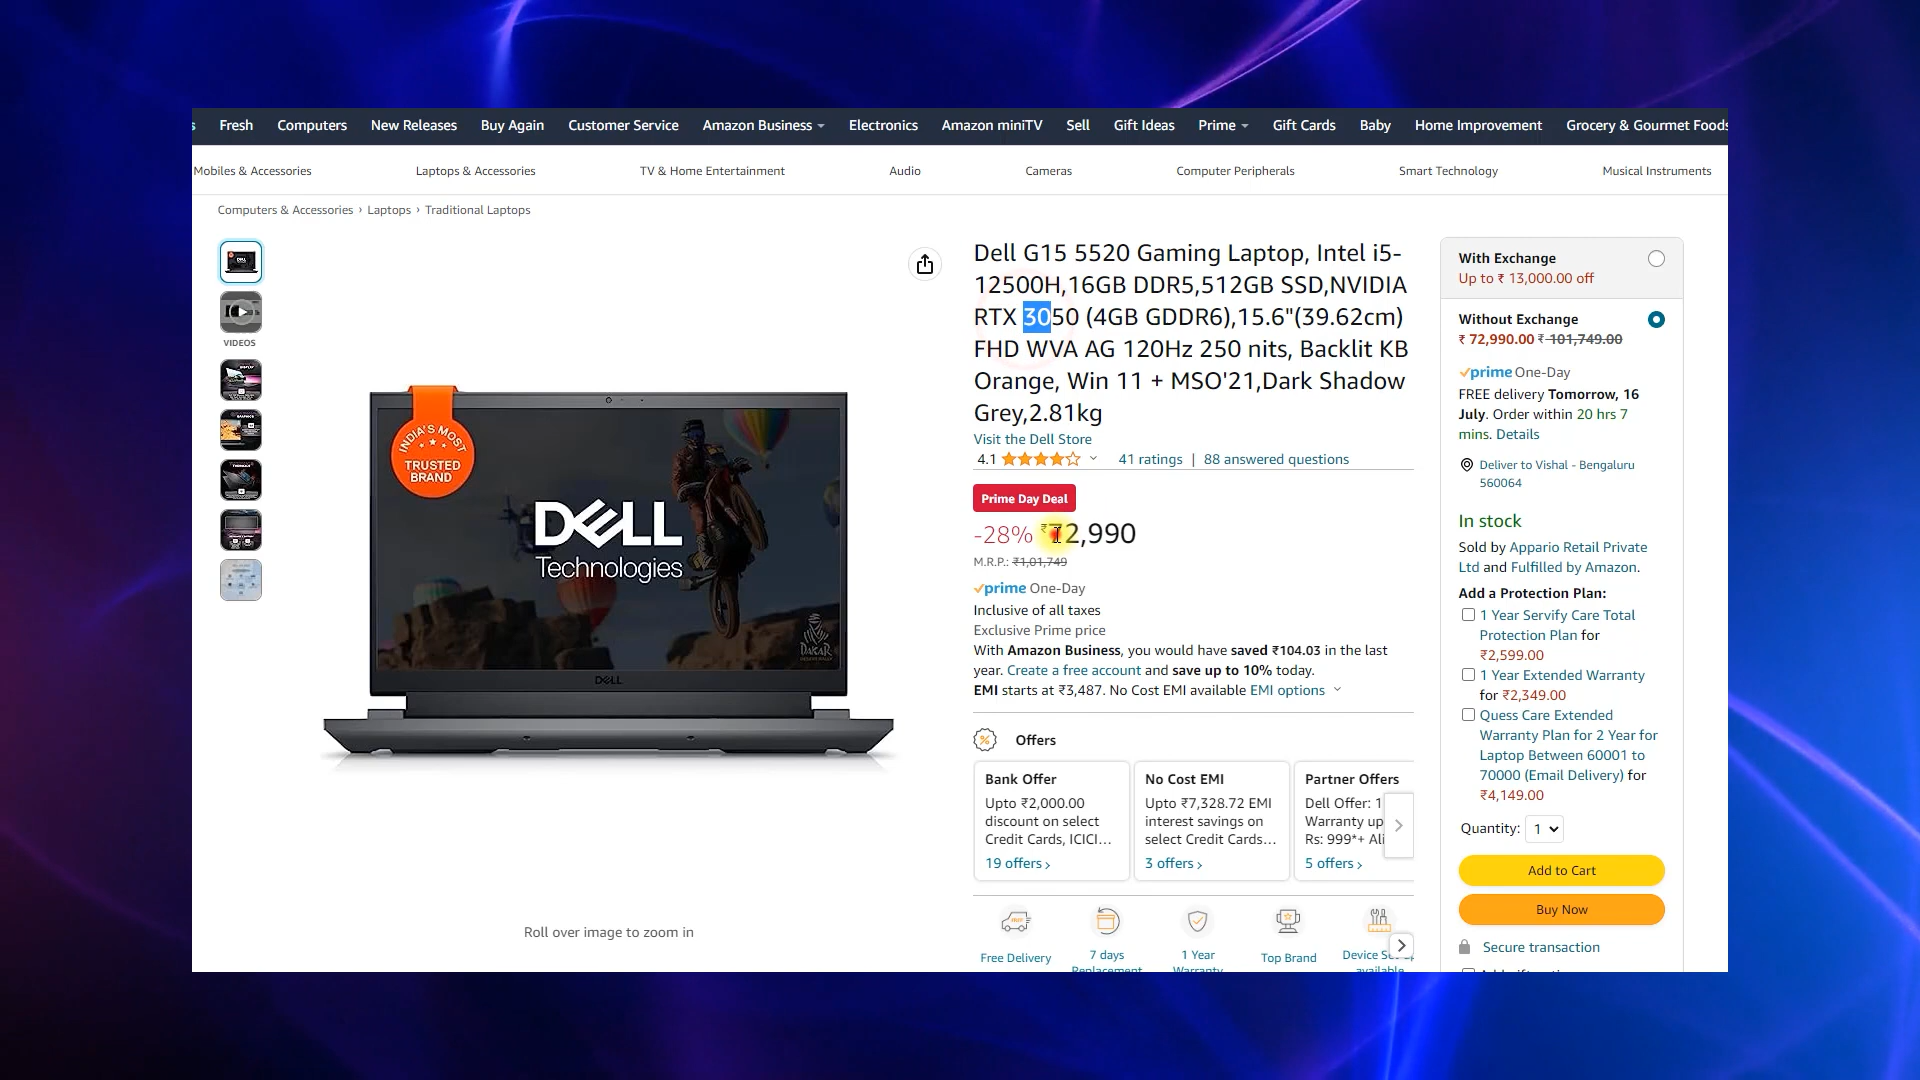 Fresh Computers New Releases Buy Again Customer Service Amazon Business Electronics Amazon miniTV Sell Gift Ideas Prime Gift Cards Baby Home Improvement Grocery & Gourmet Foods
Mobiles & Accessories Laptops & Accessories TV & Home Entertainment Audio Cameras Computer Peripherals Smart Technology Musical Instruments
Computers & Accessories › Laptops › Traditional Laptops
VIDEOS
INDIA'S MOST
TRUSTED
BRAND
DELL
Technologies
DAKAR
DELL
Roll over image to zoom in
Dell G15 5520 Gaming Laptop, Intel i5-
12500H,16GB DDR5,512GB SSD,NVIDIA
RTX 3050 (4GB GDDR6),15.6"(39.62cm)
FHD WVA AG 120Hz 250 nits, Backlit KB
Orange, Win 11 + MSO'21,Dark Shadow
Grey,2.81kg
Visit the Dell Store
4.1 41 ratings | 88 answered questions
Prime Day Deal
-28% ₹72,990
M.R.P.: ₹1,01,749
prime One-Day
Inclusive of all taxes
Exclusive Prime price
With Amazon Business, you would have saved ₹104.03 in the last
year. Create a free account and save up to 10% today.
EMI starts at ₹3,487. No Cost EMI available EMI options
Offers
Bank Offer
Upto ₹2,000.00
discount on select
Credit Cards, ICICI...
19 offers ›
No Cost EMI
Upto ₹7,328.72 EMI
interest savings on
select Credit Cards...
3 offers ›
Partner Offers
Dell Offer: 1
Warranty up
Rs: 999*+ Ali
5 offers ›
Free Delivery
7 days
Replacement
1 Year
Warranty
Top Brand
Device
available
With Exchange
Up to ₹ 13,000.00 off
Without Exchange
₹ 72,990.00 ₹ 101,749.00
prime One-Day
FREE delivery Tomorrow, 16
July. Order within 20 hrs 7
mins. Details
Deliver to Vishal - Bengaluru
560064
In stock
Sold by Appario Retail Private
Ltd and Fulfilled by Amazon.
Add a Protection Plan:
1 Year Servify Care Total
Protection Plan for
₹2,599.00
1 Year Extended Warranty
for ₹2,349.00
Quess Care Extended
Warranty Plan for 2 Year for
Laptop Between 60001 to
70000 (Email Delivery) for
₹4,149.00
Quantity: 1
Add to Cart
Buy Now
Secure transaction